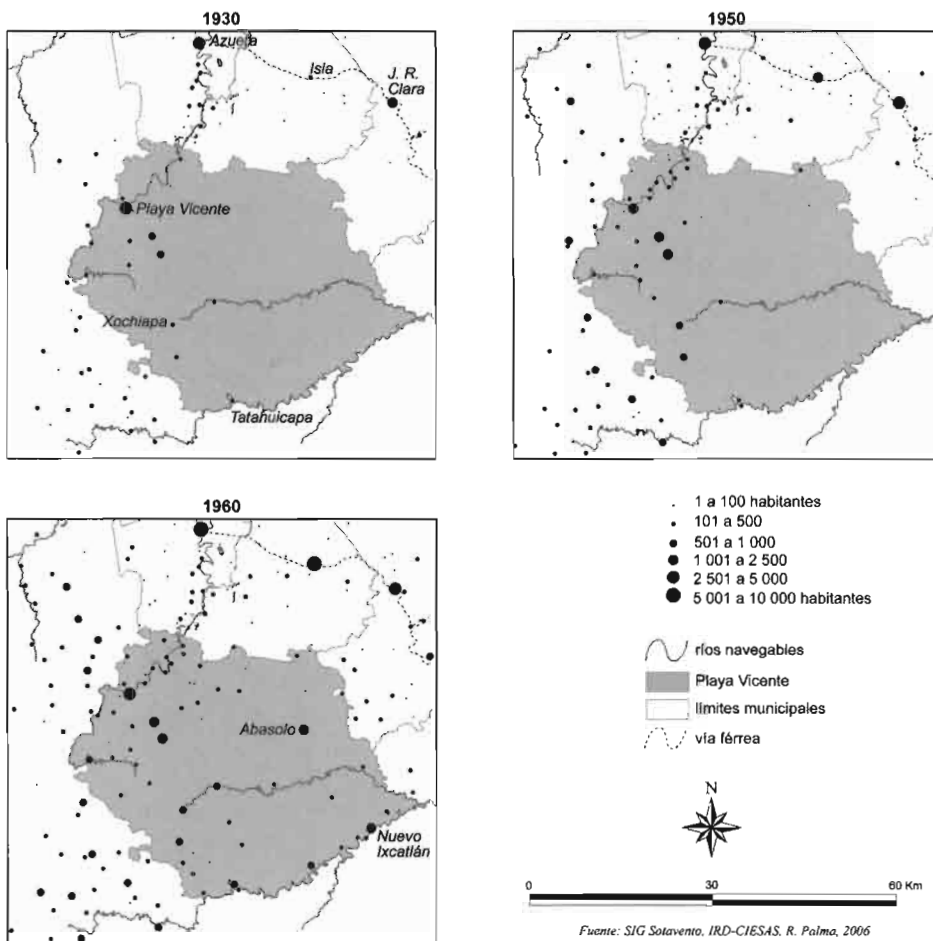 1930
Azueta
Isla
J. R.
Clara
Playa Vicente
Xochiapa
Tatahuicapa
1950
1960
Abasolo
Nuevo
Ixcatlán
1 a 100 habitantes
101 a 500
501 a 1 000
1 001 a 2 500
2 501 a 5 000
5 001 a 10 000 habitantes
ríos navegables
Playa Vicente
límites municipales
vía férrea
N
0 30 60 Km
Fuente: SIG Sotavento, IRD-CIESAS, R. Palma, 2006